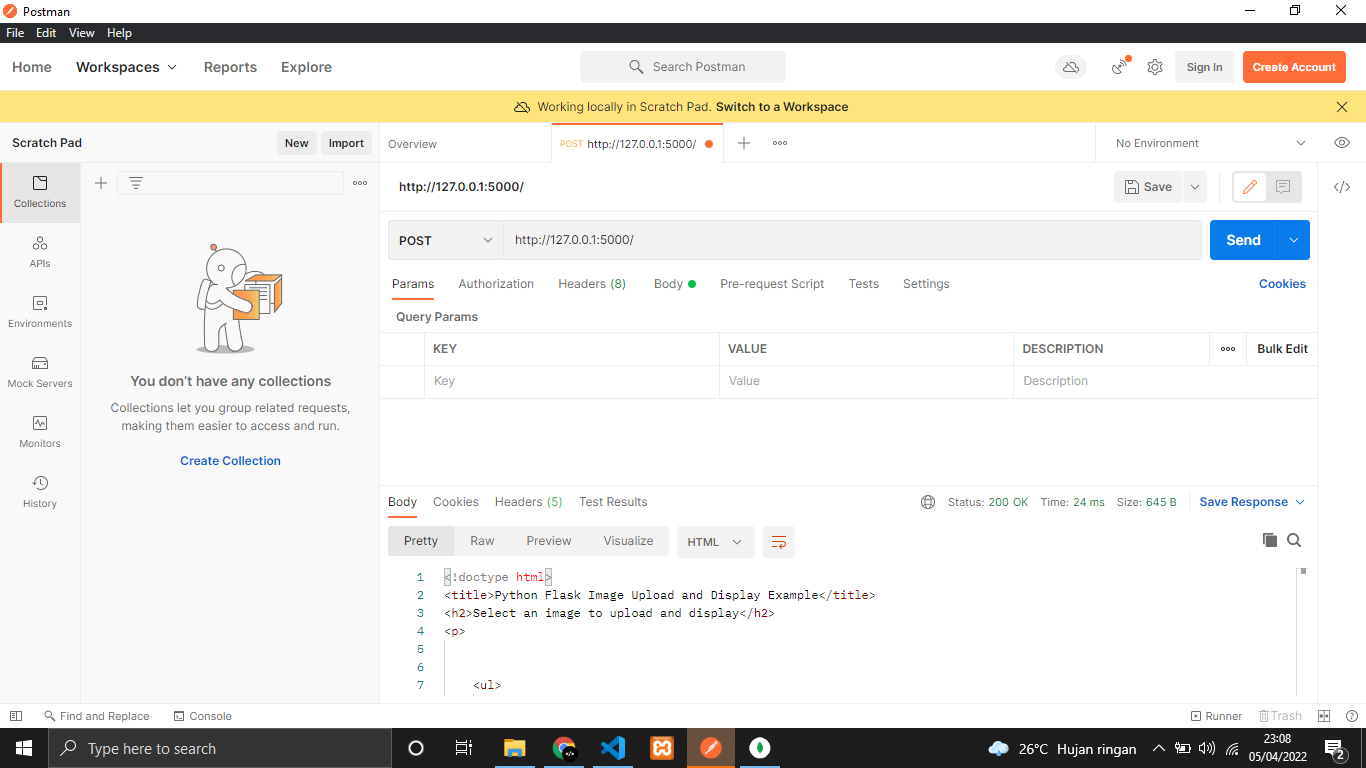 Postman
File Edit View Help
Home Workspaces Reports Explore Search Postman Sign In Create Account
Working locally in Scratch Pad. Switch to a Workspace
Scratch Pad New Import Overview POST http://127.0.0.1:5000/ No Environment
http://127.0.0.1:5000/ Save
Collections
APIs
Environments
Mock Servers
Monitors
History
You don't have any collections
Collections let you group related requests,
making them easier to access and run.
Create Collection
POST http://127.0.0.1:5000/ Send
Params Authorization Headers (8) Body Pre-request Script Tests Settings Cookies
Query Params
KEY VALUE DESCRIPTION Bulk Edit
Key Value Description
Body Cookies Headers (5) Test Results Status: 200 OK Time: 24 ms Size: 645 B Save Response
Pretty Raw Preview Visualize HTML
1 <!doctype html>
2 <title>Python Flask Image Upload and Display Example</title>
3 <h2>Select an image to upload and display</h2>
4 <p>
5
6
7 <ul>
Find and Replace Console Runner Trash
Type here to search 26°C Hujan ringan 23:08
05/04/2022 2